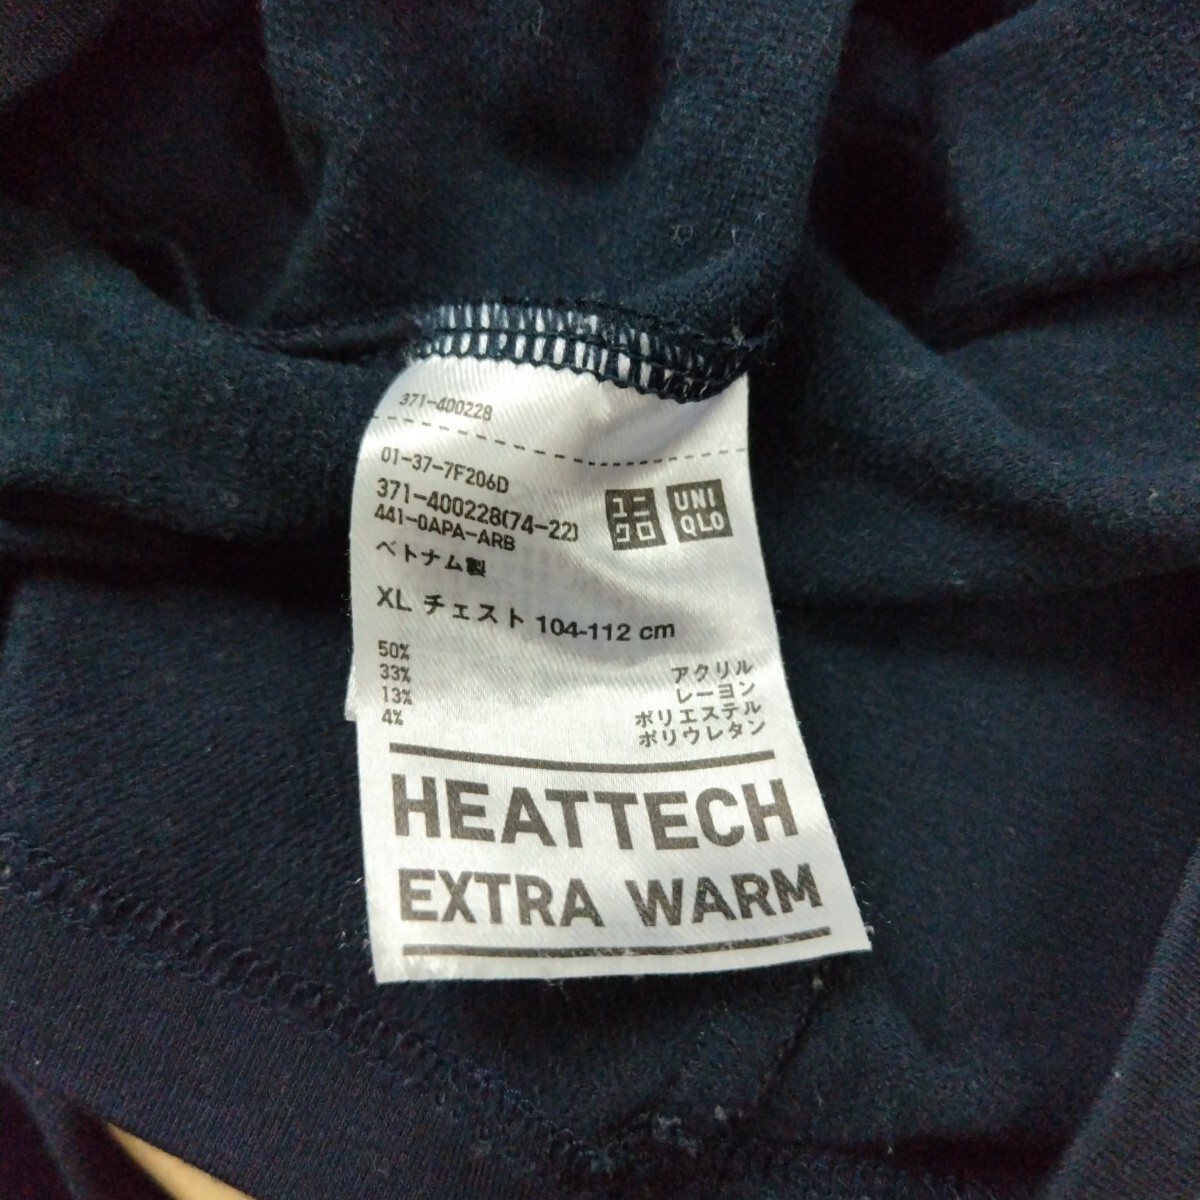 371-400228
01-37-7F206D
371-400228(74-22)
441-0APA-ARB
ベトナム製
ユニ
クロ
UNI
QLO
XL チェスト 104-112 cm
50% アクリル
33% レーヨン
13% ポリエステル
4% ポリウレタン
HEATTECH
EXTRA WARM